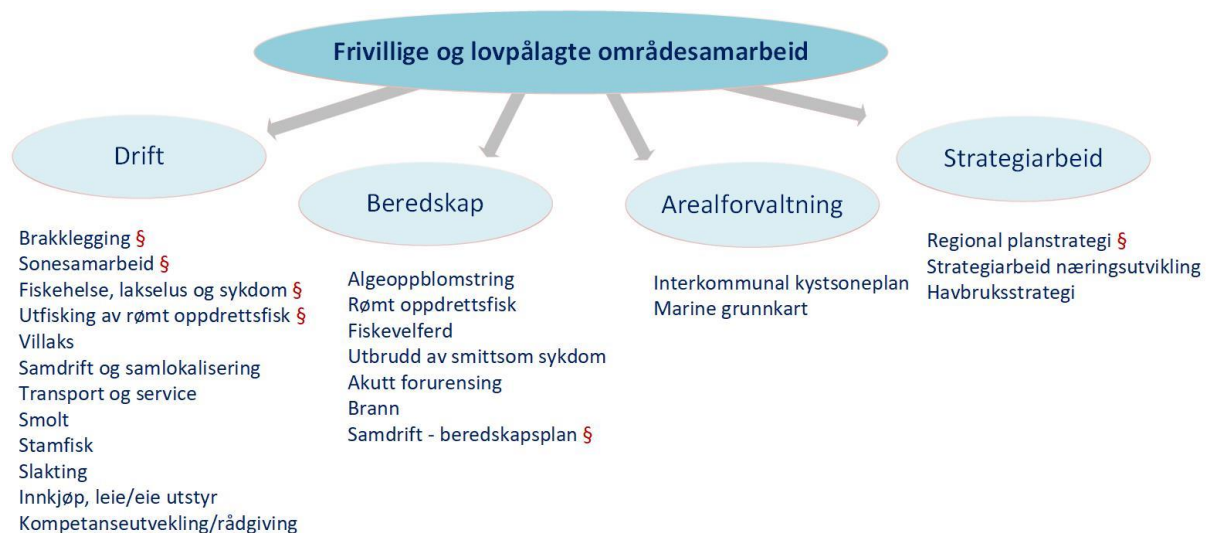 Frivillige og lovpålagte områdesamarbeid
Drift
Brakklegging §
Sonesamarbeid §
Fiskehelse, lakselus og sykdom §
Utfisking av rømt oppdrettsfisk §
Villaks
Samdrift og samlokalisering
Transport og service
Smolt
Stamfisk
Slakting
Innkjøp, leie/eie utstyr
Kompetanseutvekling/rådgiving
Beredskap
Algeoppblomstring
Rømt oppdrettsfisk
Fiskevelferd
Utbrudd av smittsom sykdom
Akutt forurensing
Brann
Samdrift - beredskapsplan §
Arealforvaltning
Interkommunal kystsoneplan
Marine grunnkart
Strategiarbeid
Regional planstrategi §
Strategiarbeid næringsutvikling
Havbruksstrategi